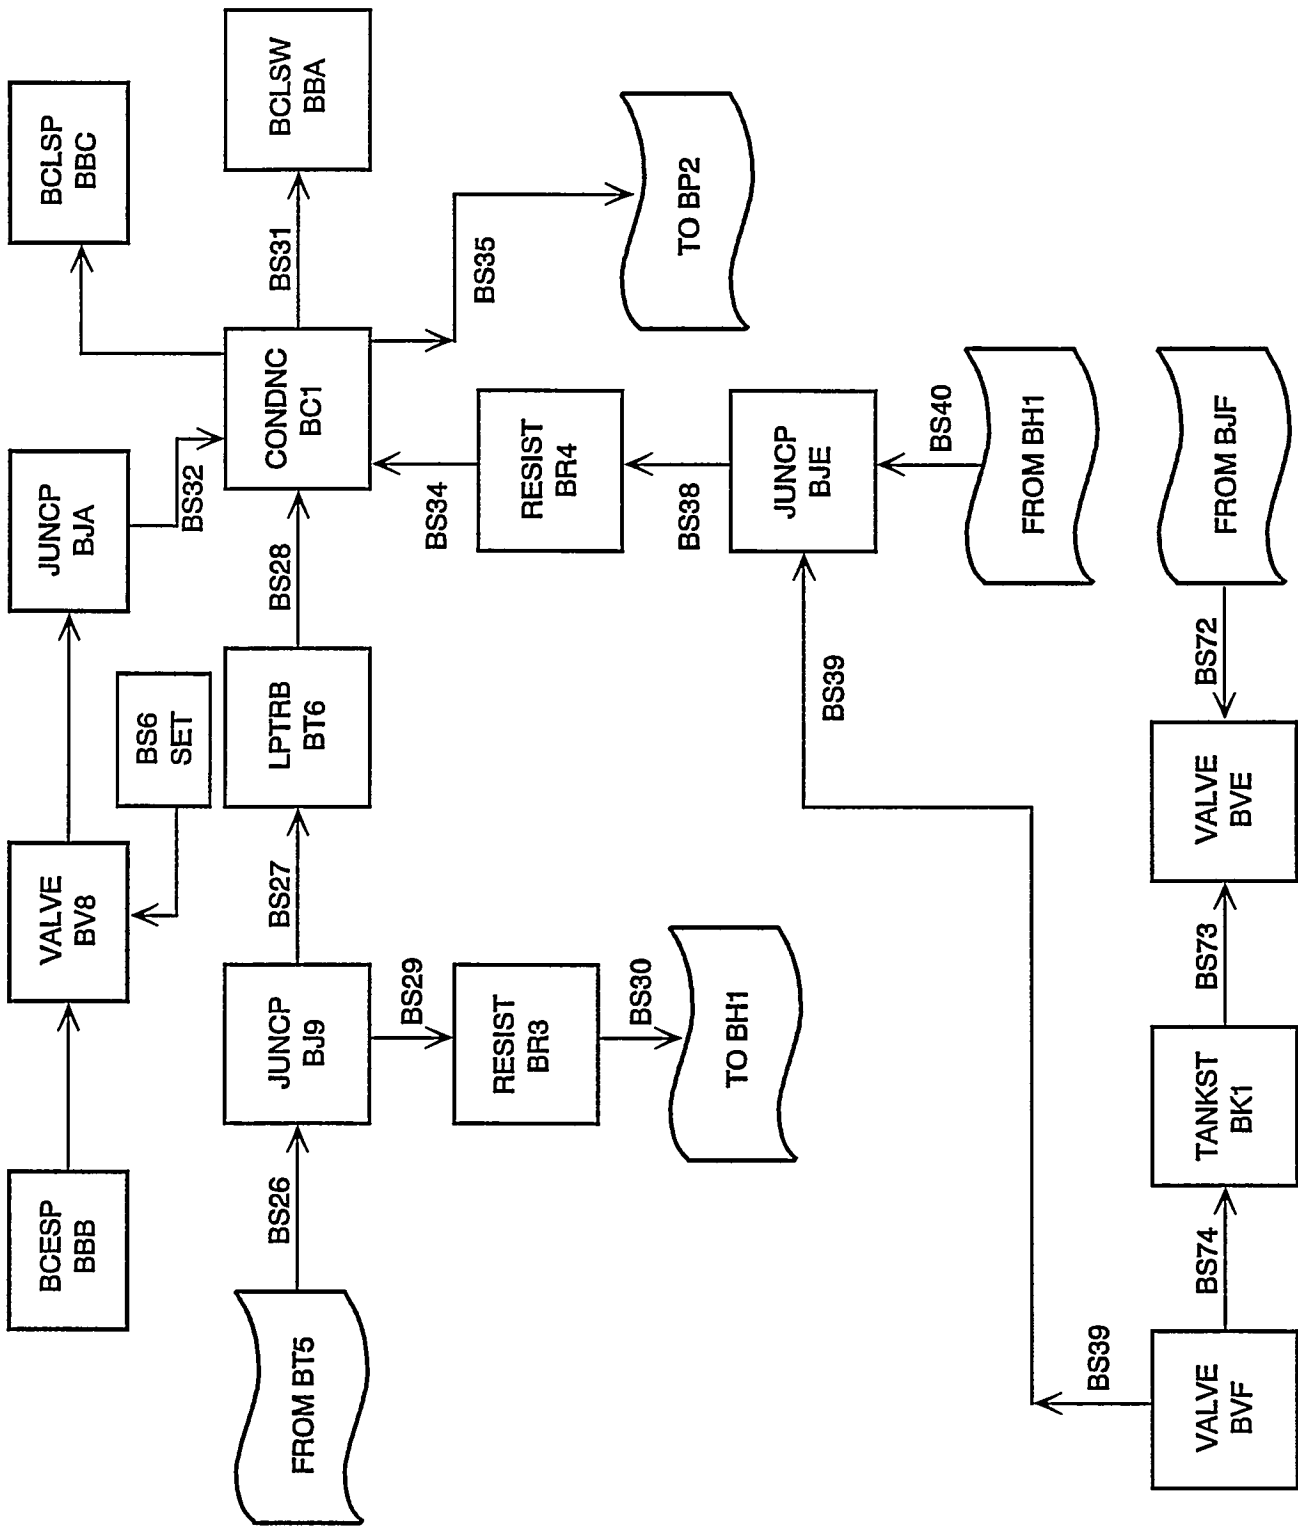 BCESP
BBB
VALVE
BV8
JUNCP
BJA
BCLSP
BBC
BS6
SET
BS32
FROM BT5
BS26
JUNCP
BJ9
BS27
LPTRB
BT6
BS28
CONDNC
BC1
BS31
BCLSW
BBA
BS29
BS34
BS35
RESIST
BR3
RESIST
BR4
BS30
BS38
TO BH1
TO BP2
JUNCP
BJE
BS39
BS40
FROM BH1
BS39
VALVE
BVF
BS74
TANKST
BK1
BS73
VALVE
BVE
BS72
FROM BJF